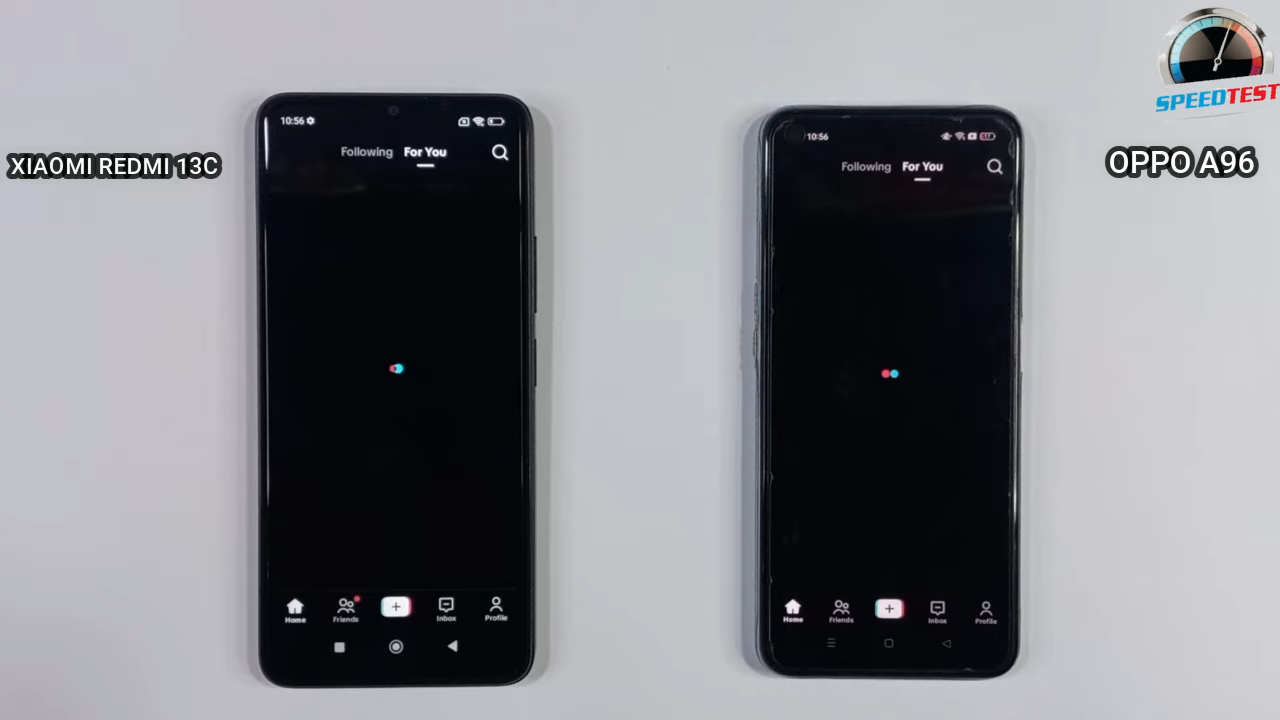 SPEEDTEST
XIAOMI REDMI 13C
OPPO A96
10:56
Following For You
Home Friends Inbox Profile
10:56
17
Following For You
Home Friends Inbox Profile